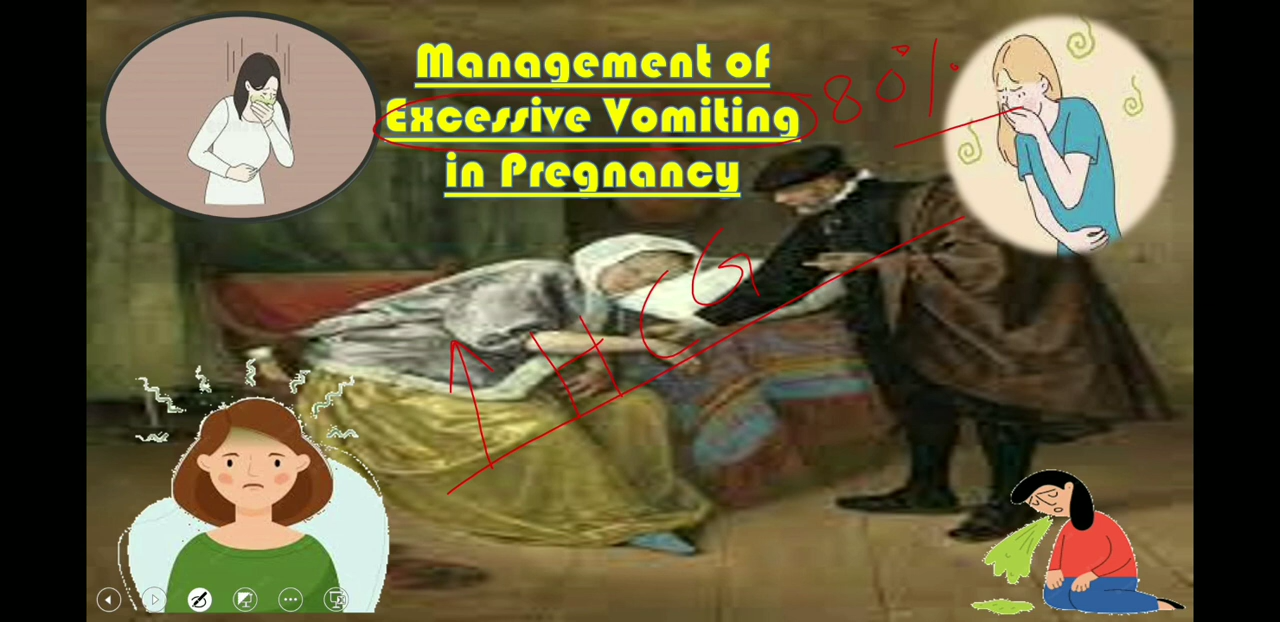 Management of
Excessive Vomiting
in Pregnancy
80%
↑HCG